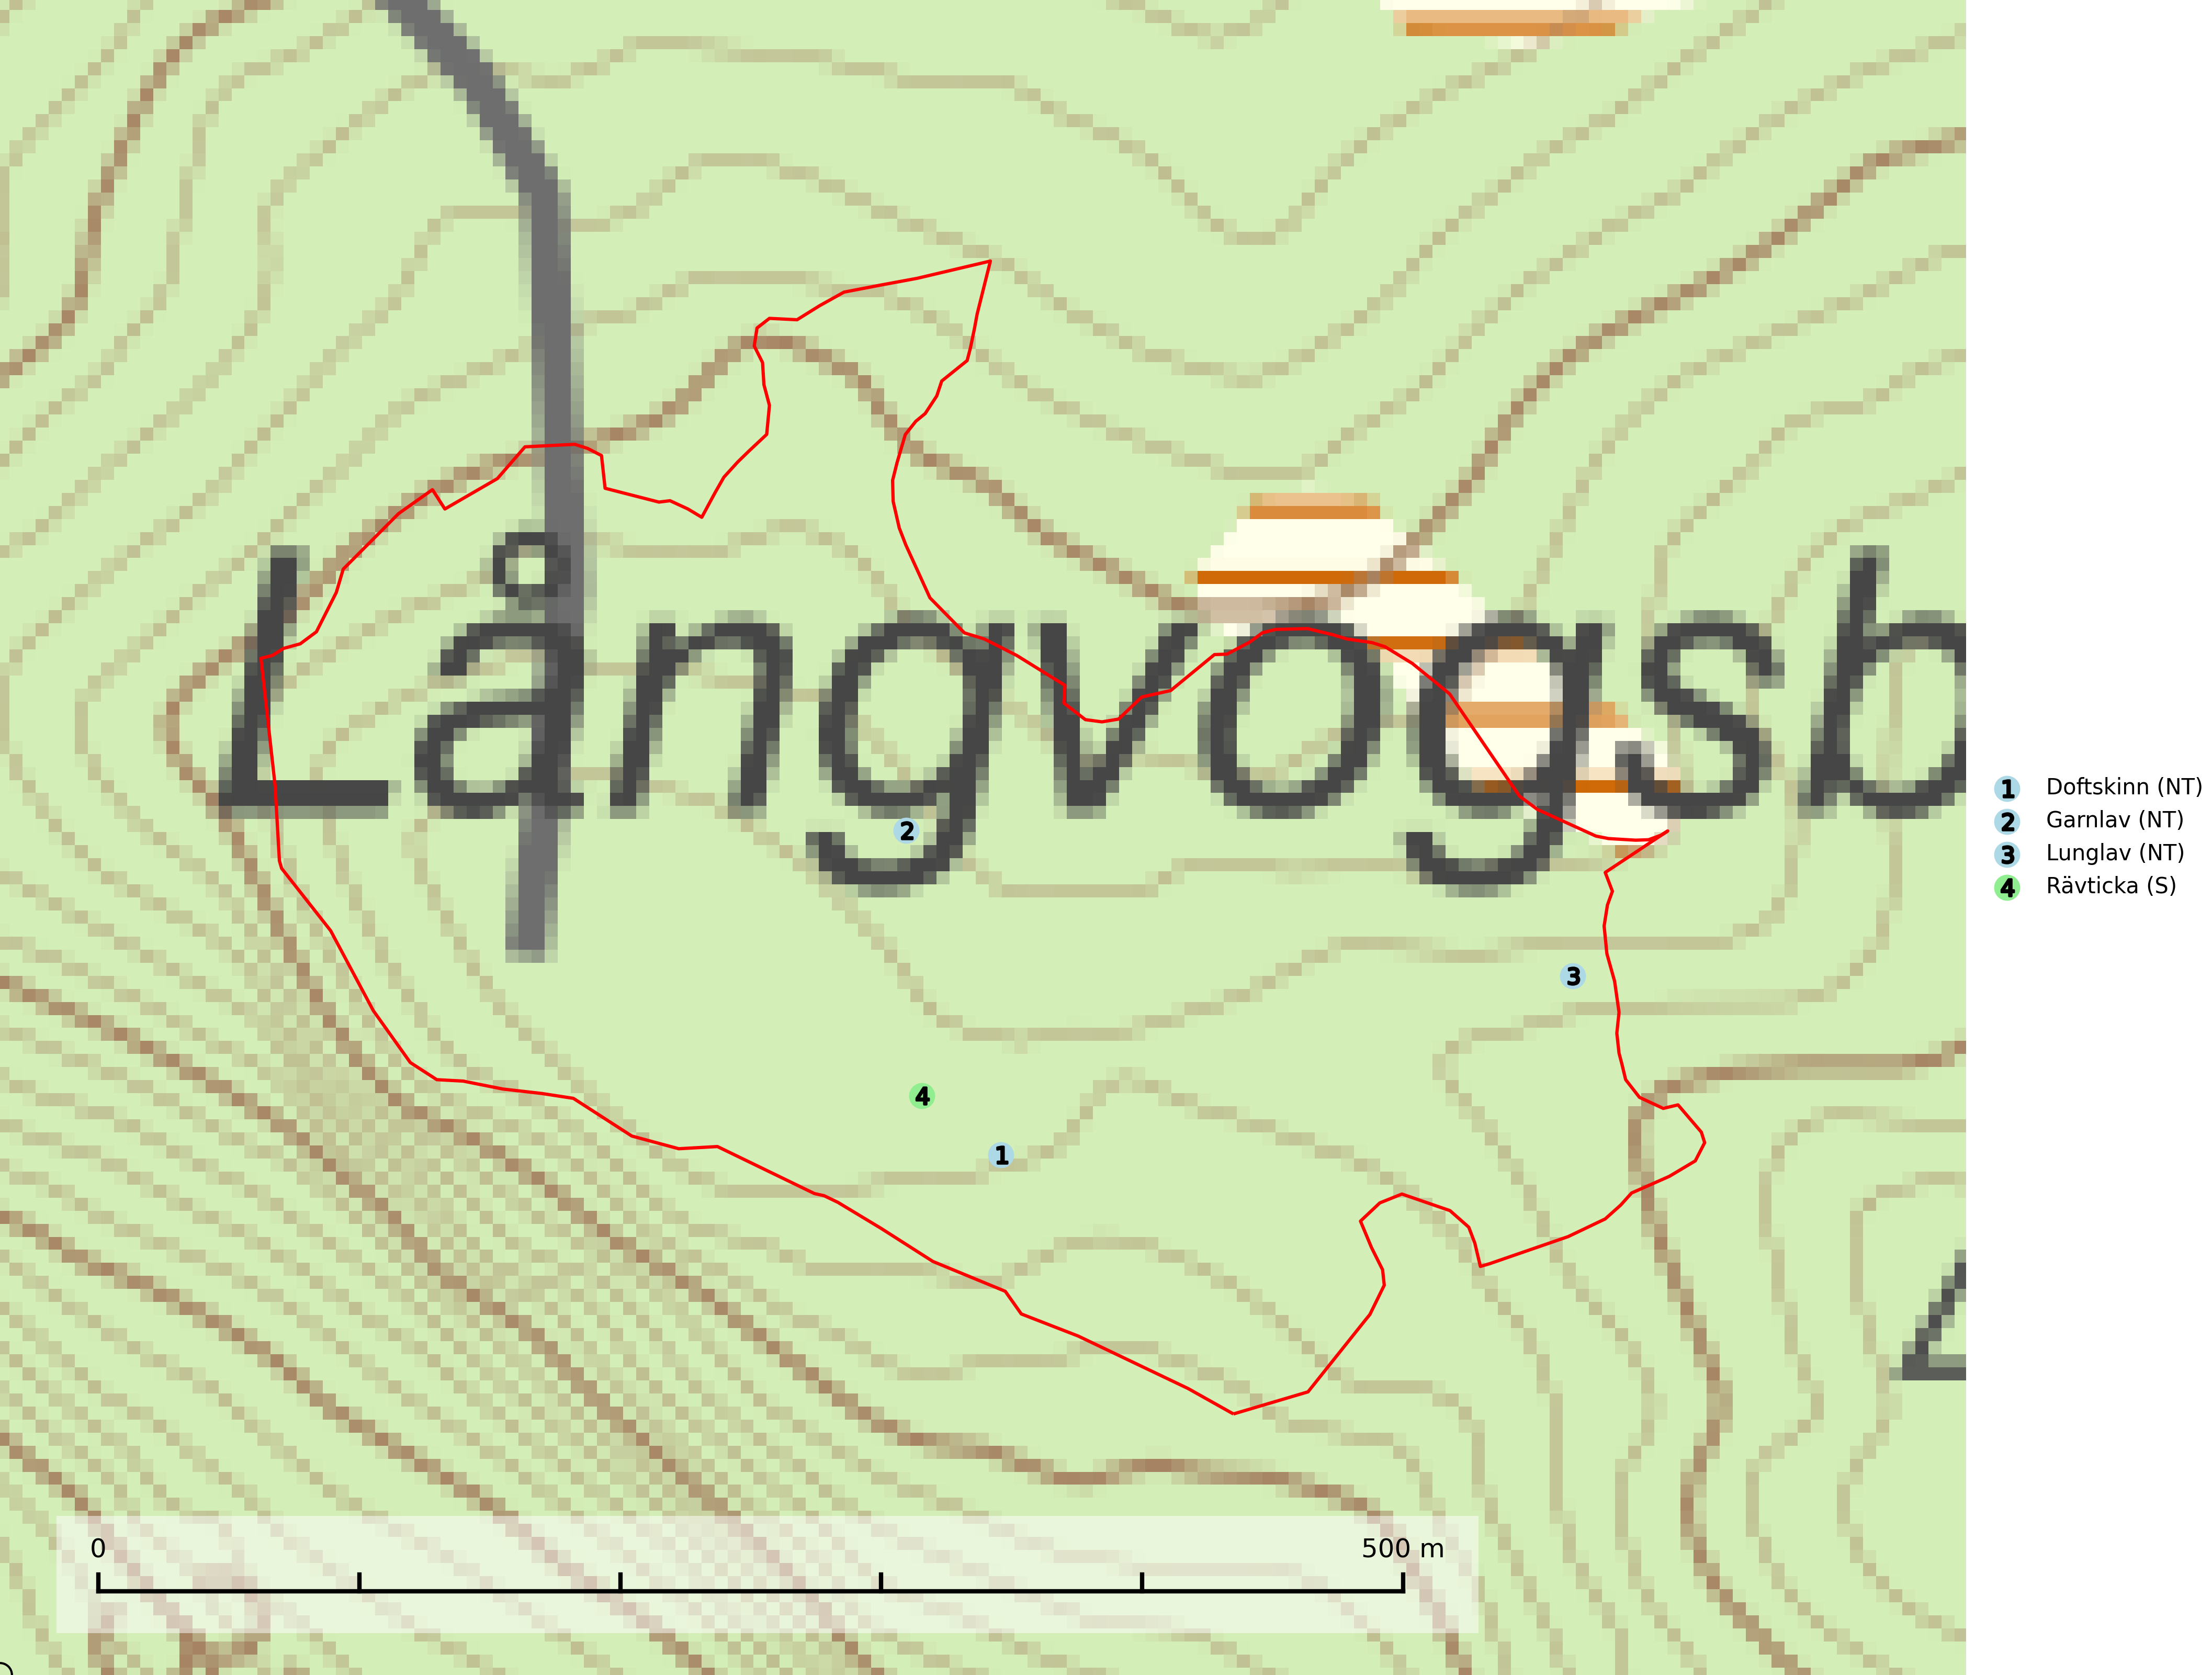 Långvogsb
0 500 m
1 Doftskinn (NT)
2 Garnlav (NT)
3 Lunglav (NT)
4 Rävticka (S)
2
3
4
1